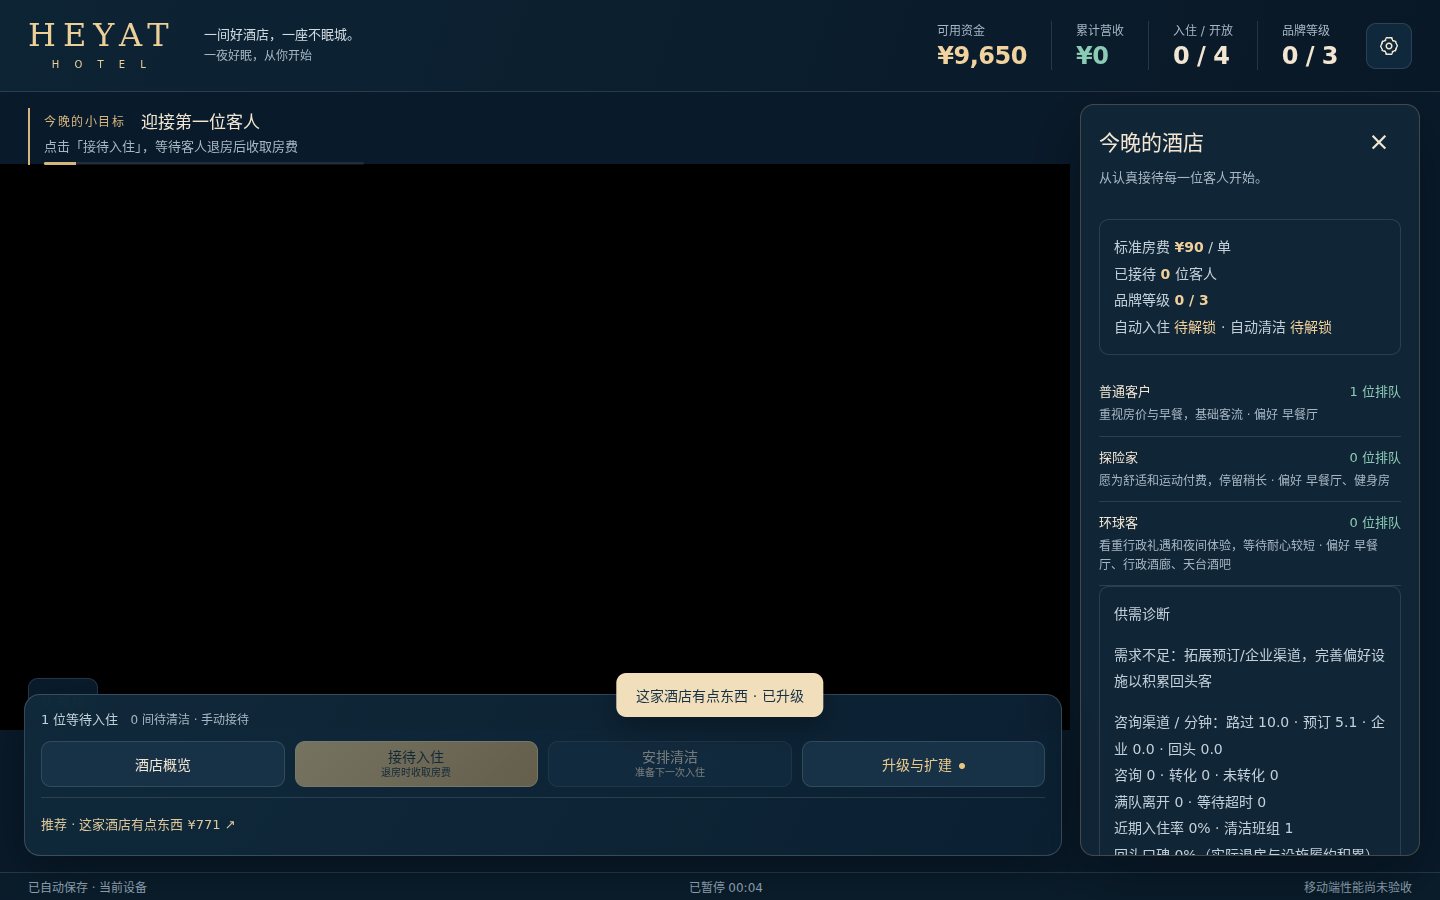 HEYAT
HOTEL
一间好酒店，一座不眠城。
一夜好眠，从你开始
可用资金
¥9,650
累计营收
¥0
入住 / 开放
0 / 4
品牌等级
0 / 3
今晚的小目标 迎接第一位客人
点击「接待入住」，等待客人退房后收取房费
今晚的酒店
从认真接待每一位客人开始。
标准房费 ¥90 / 单
已接待 0 位客人
品牌等级 0 / 3
自动入住 待解锁 · 自动清洁 待解锁
普通客户 1 位排队
重视房价与早餐，基础客流 · 偏好 早餐厅
探险家 0 位排队
愿为舒适和运动付费，停留稍长 · 偏好 早餐厅、健身房
环球客 0 位排队
看重行政礼遇和夜间体验，等待耐心较短 · 偏好 早餐
厅、行政酒廊、天台酒吧
供需诊断
需求不足：拓展预订/企业渠道，完善偏好设
施以积累回头客
咨询渠道 / 分钟：路过 10.0 · 预订 5.1 · 企
业 0.0 · 回头 0.0
咨询 0 · 转化 0 · 未转化 0
满队离开 0 · 等待超时 0
近期入住率 0% · 清洁班组 1
回头口碑 0%（实际退房与设施履约积累）
这家酒店有点东西 · 已升级
1 位等待入住 0 间待清洁 · 手动接待
酒店概览
接待入住
退房时收取房费
安排清洁
准备下一次入住
升级与扩建
推荐 · 这家酒店有点东西 ¥771 ↗
已自动保存 · 当前设备
已暂停 00:04
移动端性能尚未验收